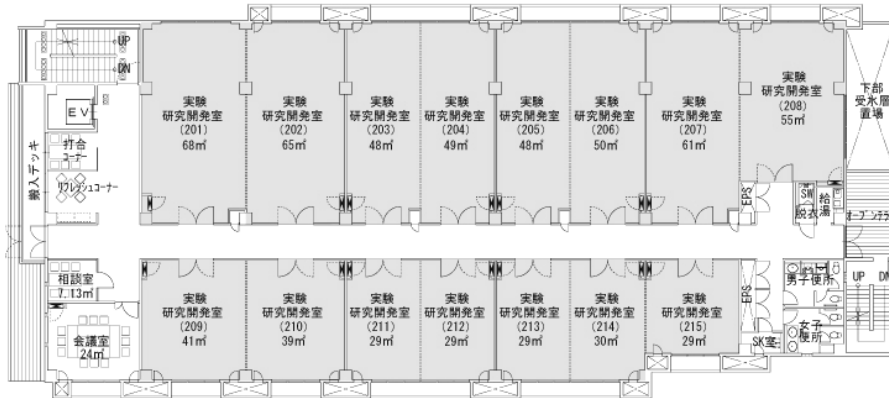 UP
DN
EV
打合
コーナー
リフレッシュコーナー
搬入デッキ
実験
研究開発室
(201)
68㎡
実験
研究開発室
(202)
65㎡
実験
研究開発室
(203)
48㎡
実験
研究開発室
(204)
49㎡
実験
研究開発室
(205)
48㎡
実験
研究開発室
(206)
50㎡
実験
研究開発室
(207)
61㎡
実験
研究開発室
(208)
55㎡
下部
受水層
置場
EPS
SW
脱衣
給湯
オープンテラ
相談室
7.13㎡
会議室
24㎡
実験
研究開発室
(209)
41㎡
実験
研究開発室
(210)
39㎡
実験
研究開発室
(211)
29㎡
実験
研究開発室
(212)
29㎡
実験
研究開発室
(213)
29㎡
実験
研究開発室
(214)
30㎡
実験
研究開発室
(215)
29㎡
EPS
SK室
男子便所
女子
便所
UP
DN